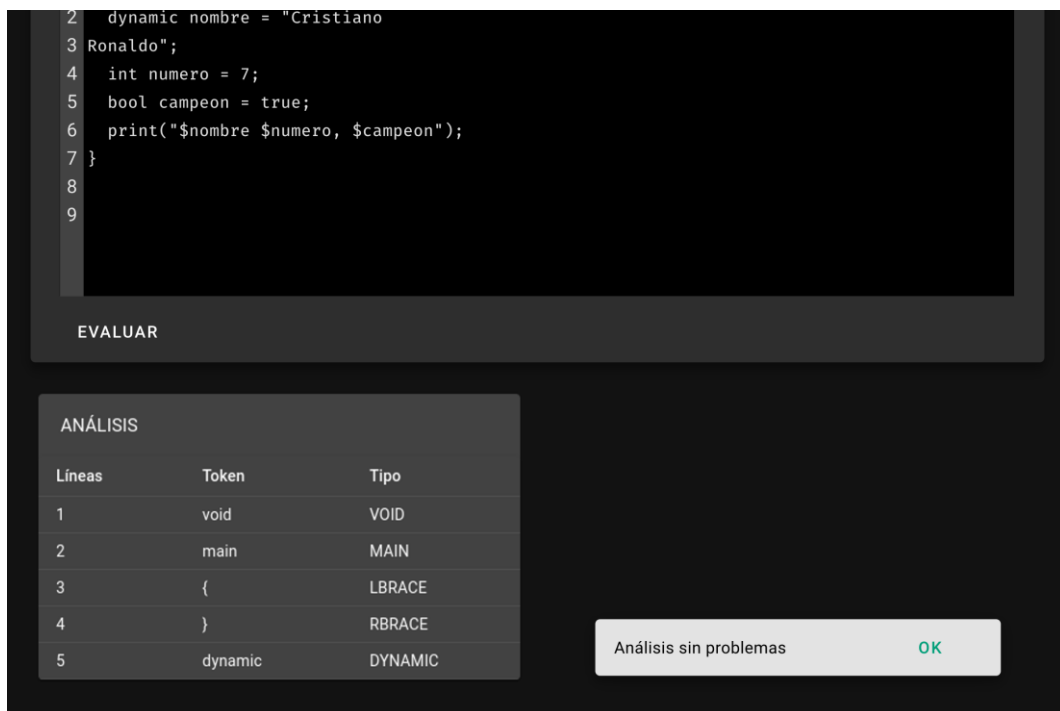 2 dynamic nombre = "Cristiano
3 Ronaldo";
4 int numero = 7;
5 bool campeon = true;
6 print("$nombre $numero, $campeon");
7 }
8
9
EVALUAR
ANÁLISIS
Líneas Token Tipo
1 void VOID
2 main MAIN
3 { LBRACE
4 } RBRACE
5 dynamic DYNAMIC
Análisis sin problemas OK